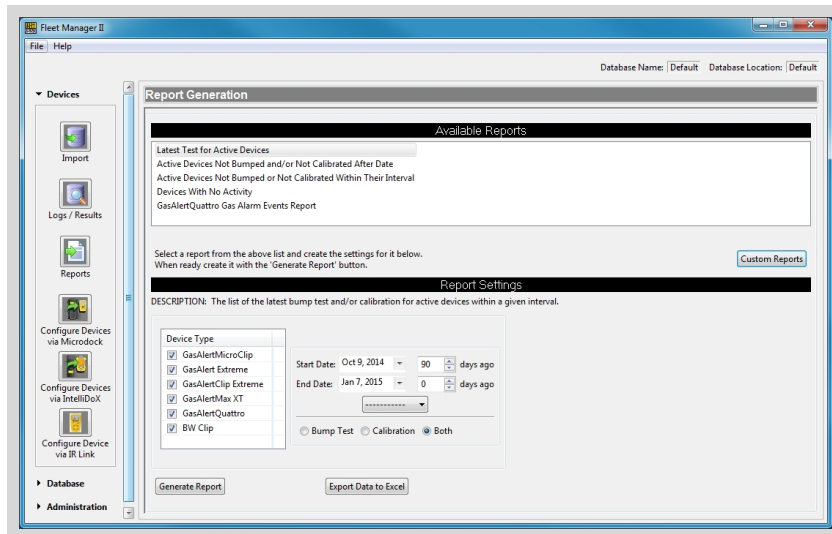 Fleet Manager II
File Help
Database Name: Default Database Location: Default
Devices
Import
Logs / Results
Reports
Configure Devices
via Microdock
Configure Devices
via IntelliDoX
Configure Device
via IR Link
Database
Administration
Report Generation
Available Reports
Latest Test for Active Devices
Active Devices Not Bumped and/or Not Calibrated After Date
Active Devices Not Bumped or Not Calibrated Within Their Interval
Devices With No Activity
GasAlertQuattro Gas Alarm Events Report
Select a report from the above list and create the settings for it below.
When ready create it with the 'Generate Report' button.
Custom Reports
Report Settings
DESCRIPTION: The list of the latest bump test and/or calibration for active devices within a given interval.
Device Type
GasAlertMicroClip
GasAlert Extreme
GasAlertClip Extreme
GasAlertMax XT
GasAlertQuattro
BW Clip
Start Date: Oct 9, 2014 90 days ago
End Date: Jan 7, 2015 0 days ago
-----------
Bump Test Calibration Both
Generate Report Export Data to Excel